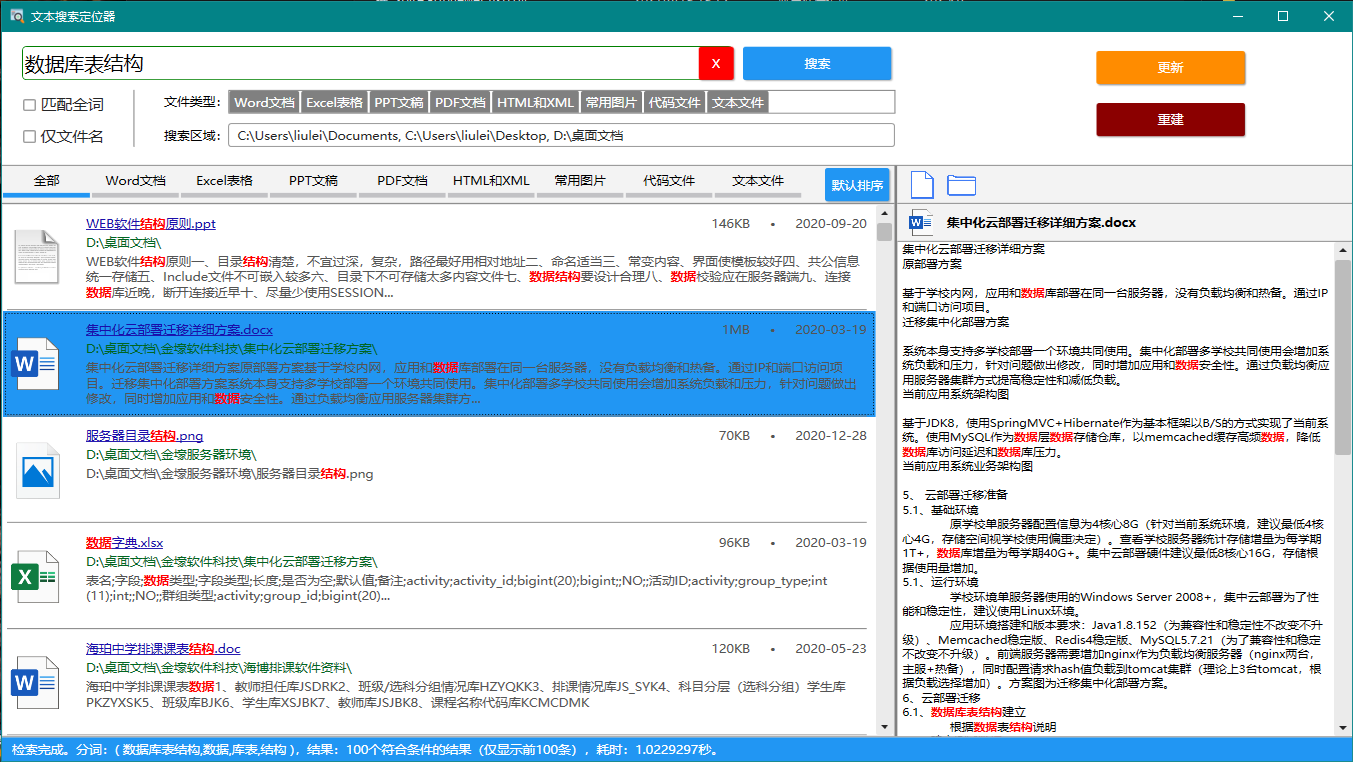 文本搜索定位器
数据库表结构
X
搜索
更新
匹配全词
文件类型:
Word文档 Excel表格 PPT文稿 PDF文档 HTML和XML 常用图片 代码文件 文本文件
重建
仅文件名
搜索区域:
C:\Users\liulei\Documents, C:\Users\liulei\Desktop, D:\桌面文档
全部 Word文档 Excel表格 PPT文稿 PDF文档 HTML和XML 常用图片 代码文件 文本文件 默认排序
WEB软件结构原则.ppt 146KB • 2020-09-20
D:\桌面文档\
WEB软件结构原则一、目录结构清楚，不宜过深，复杂，路径最好用相对地址二、命名适当三、常变内容、界面使模板较好四、共公信息
统一存储五、Include文件不可嵌入较多六、目录下不可存储太多内容文件七、数据结构要设计合理八、数据校验应在服务器端九、连接
数据库近晚，断开连接近早十、尽量少使用SESSION...
集中化云部署迁移详细方案.docx 1MB • 2020-03-19
D:\桌面文档\金壕软件科技\集中化云部署迁移方案\
集中化云部署迁移详细方案原部署方案基于学校内网，应用和数据库部署在同一台服务器，没有负载均衡和热备。通过IP和端口访问项
目。迁移集中化部署方案系统本身支持多学校部署一个环境共同使用。集中化部署多学校共同使用会增加系统负载和压力，针对问题做出
修改，同时增加应用和数据安全性。通过负载均衡应用服务器集群方...
服务器目录结构.png 70KB • 2020-12-28
D:\桌面文档\金壕服务器环境\
D:\桌面文档\金壕服务器环境\服务器目录结构.png
数据字典.xlsx 96KB • 2020-03-19
D:\桌面文档\金壕软件科技\集中化云部署迁移方案\
表名;字段;数据类型;字段类型;长度;是否为空;默认值;备注;activity;activity_id;bigint(20);bigint;;NO;;活动ID;activity;group_type;int
(11);int;;NO;;群组类型;activity;group_id;bigint(20)...
海珀中学排课课表结构.doc 120KB • 2020-05-23
D:\桌面文档\金壕软件科技\海博排课软件资料\
海珀中学排课课表数据1、教师担任库JSDRK2、班级/选科分组情况库HZYQKK3、排课情况库JS_SYK4、科目分层（选科分组）学生库
PKZYXSK5、班级库BJK6、学生库XSJBK7、教师库JSJBK8、课程名称代码库KCMCDMK
集中化云部署迁移详细方案.docx
集中化云部署迁移详细方案
原部署方案
基于学校内网，应用和数据库部署在同一台服务器，没有负载均衡和热备。通过IP
和端口访问项目。
迁移集中化部署方案
系统本身支持多学校部署一个环境共同使用。集中化部署多学校共同使用会增加系
统负载和压力，针对问题做出修改，同时增加应用和数据安全性。通过负载均衡应
用服务器集群方式提高稳定性和减低负载。
当前应用系统架构图
基于JDK8，使用SpringMVC+Hibernate作为基本框架以B/S的方式实现了当前系
统。使用MySQL作为数据层数据存储仓库，以memcached缓存高频数据，降低
数据库访问延迟和数据库压力。
当前应用系统业务架构图
5、 云部署迁移准备
5.1、基础环境
原学校单服务器配置信息为4核心8G（针对当前系统环境，建议最低4核
心4G，存储空间视学校使用偏重决定）。查看学校服务器统计存储增量为每学期
1T+，数据库增量为每学期40G+。集中云部署硬件建议最低8核心16G，存储根
据使用量增加。
5.1、运行环境
学校环境单服务器使用的Windows Server 2008+，集中云部署为了性
能和稳定性，建议使用Linux环境。
应用环境搭建和版本要求：Java1.8.152（为兼容性和稳定性不改变不升
级）、Memcached稳定版、Redis4稳定版、MySQL5.7.21（为了兼容性和稳定
不改变不升级）。前端服务器需要增加nginx作为负载均衡服务器（nginx两台，
主服+热备），同时配置请求hash值负载到tomcat集群（理论上3台tomcat，根
据负载选择增加）。方案图为迁移集中化部署方案。
6、云部署迁移
6.1、数据库表结构建立
根据数据表结构说明
检索完成。分词：( 数据库表结构,数据,库表,结构 )，结果：100个符合条件的结果（仅显示前100条），耗时：1.0229297秒。